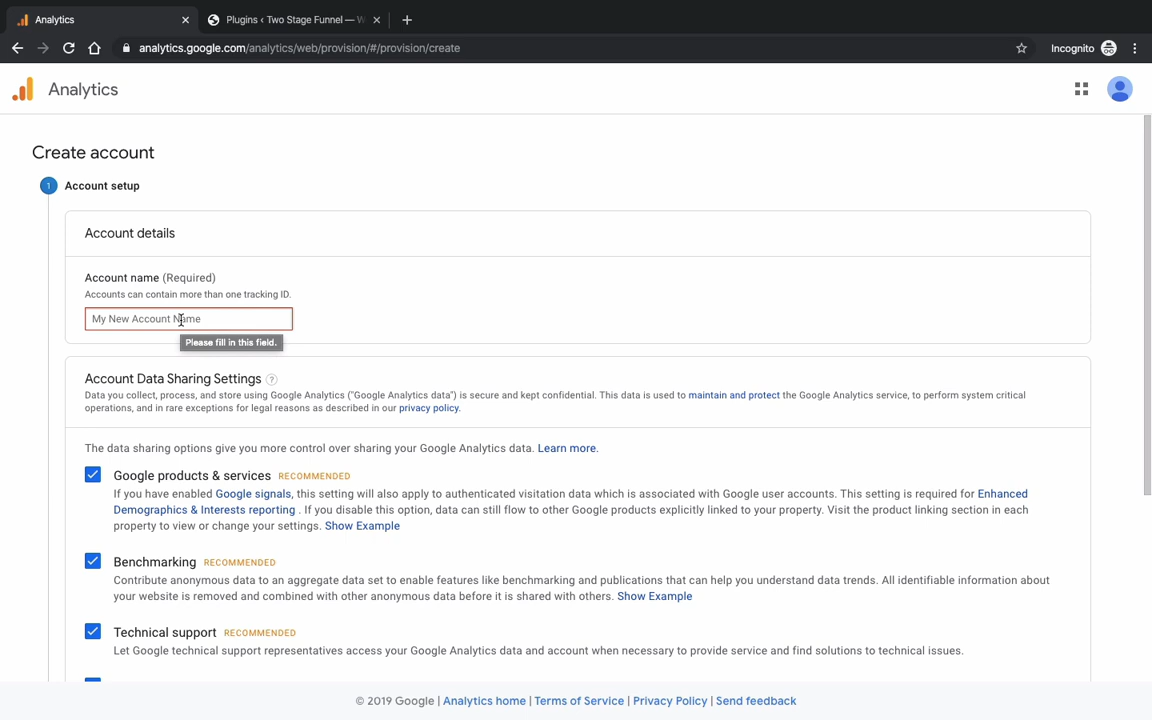 Analytics
Plugins ‹ Two Stage Funnel — W
analytics.google.com/analytics/web/provision/#/provision/create
Incognito
Analytics
Create account
1 Account setup
Account details
Account name (Required)
Accounts can contain more than one tracking ID.
My New Account Name
Please fill in this field.
Account Data Sharing Settings ?
Data you collect, process, and store using Google Analytics ("Google Analytics data") is secure and kept confidential. This data is used to maintain and protect the Google Analytics service, to perform system critical
operations, and in rare exceptions for legal reasons as described in our privacy policy.
The data sharing options give you more control over sharing your Google Analytics data. Learn more.
Google products & services RECOMMENDED
If you have enabled Google signals, this setting will also apply to authenticated visitation data which is associated with Google user accounts. This setting is required for Enhanced
Demographics & Interests reporting . If you disable this option, data can still flow to other Google products explicitly linked to your property. Visit the product linking section in each
property to view or change your settings. Show Example
Benchmarking RECOMMENDED
Contribute anonymous data to an aggregate data set to enable features like benchmarking and publications that can help you understand data trends. All identifiable information about
your website is removed and combined with other anonymous data before it is shared with others. Show Example
Technical support RECOMMENDED
Let Google technical support representatives access your Google Analytics data and account when necessary to provide service and find solutions to technical issues.
© 2019 Google | Analytics home | Terms of Service | Privacy Policy | Send feedback